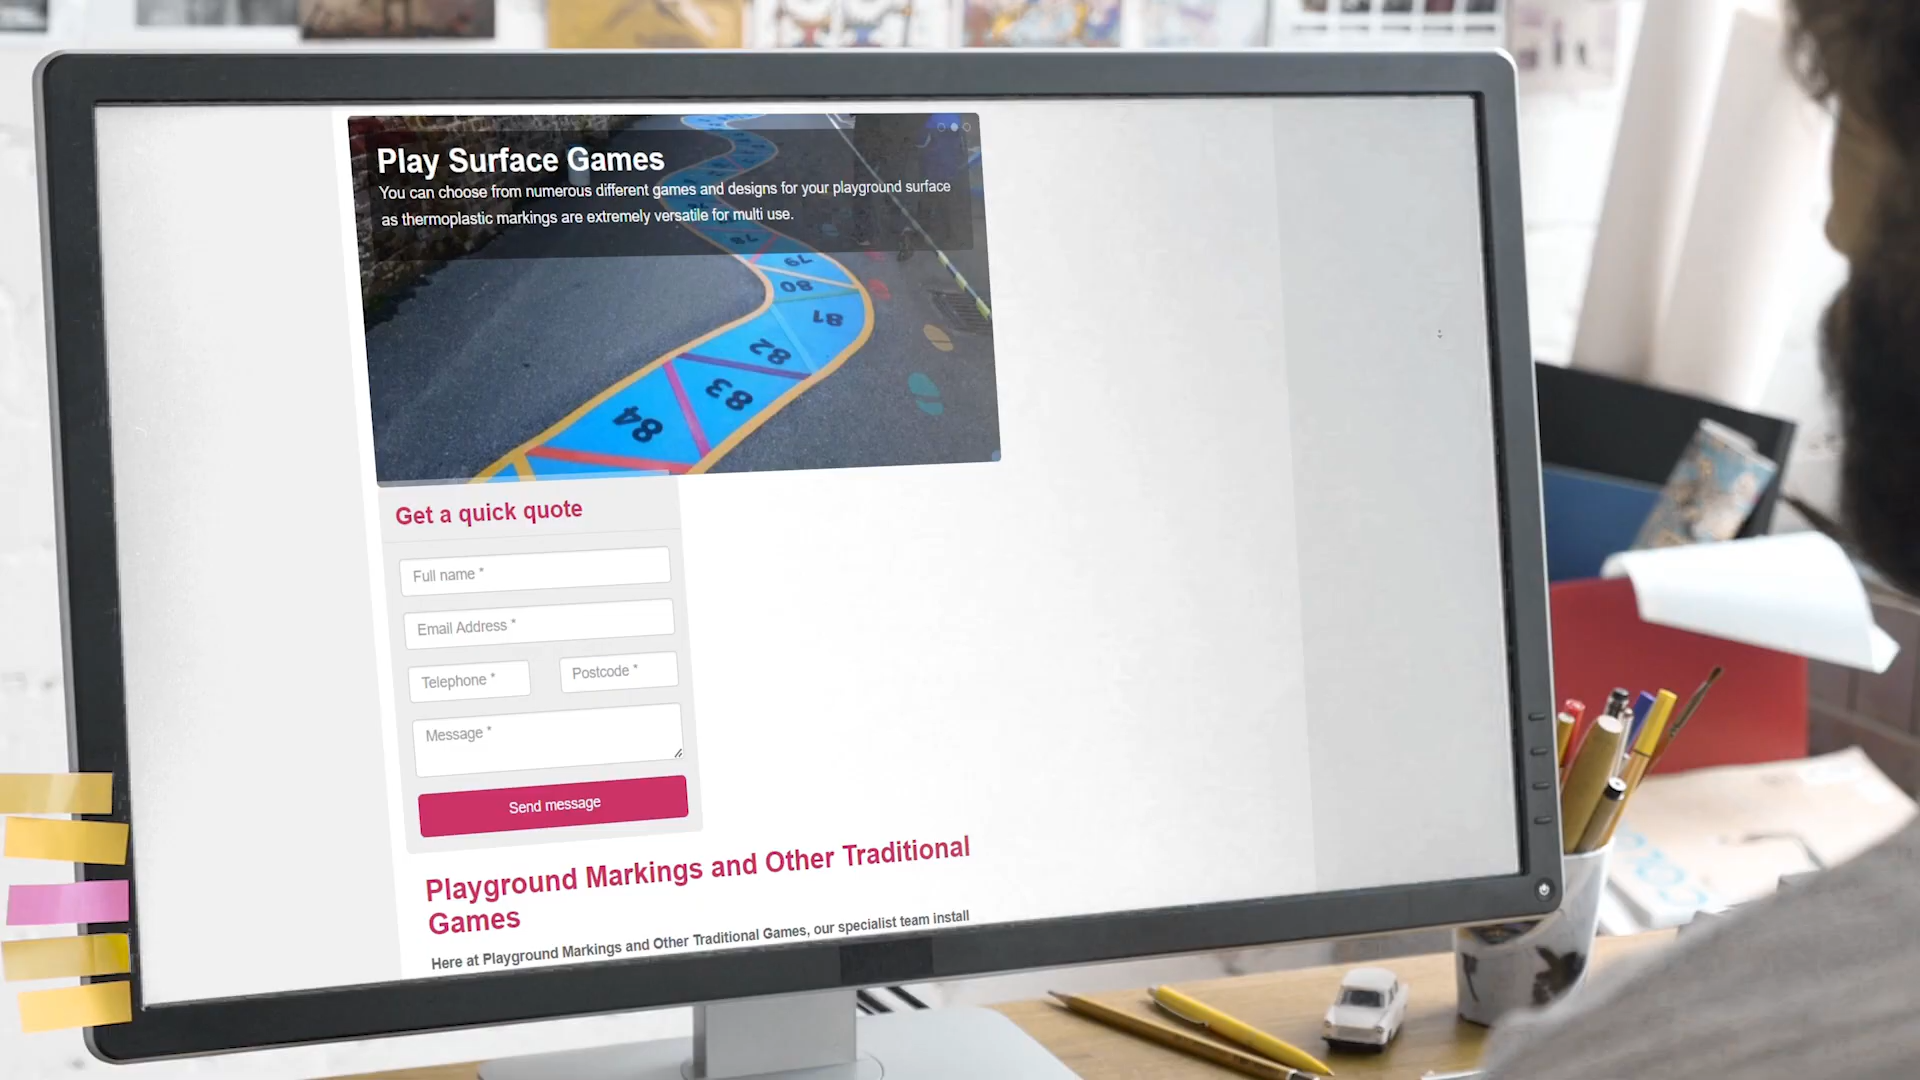 Play Surface Games
You can choose from numerous different games and designs for your playground surface
as thermoplastic markings are extremely versatile for multi use.
78
79
80
81
82
83
84
Get a quick quote
Full name *
Email Address *
Telephone *
Postcode *
Message *
Send message
Playground Markings and Other Traditional
Games
Here at Playground Markings and Other Traditional Games, our specialist team install